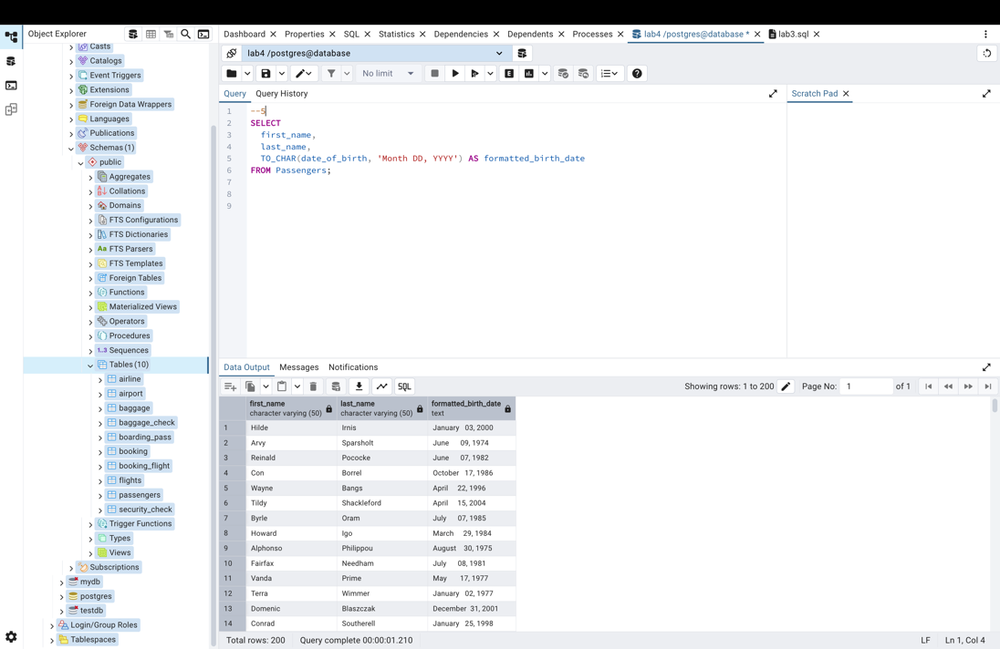 Object Explorer
Dashboard Properties SQL Statistics Dependencies Dependents Processes lab4 /postgres@database * lab3.sql
lab4 /postgres@database
No limit
Query Query History
Scratch Pad
Casts
Catalogs
Event Triggers
Extensions
Foreign Data Wrappers
Languages
Publications
Schemas (1)
public
Aggregates
Collations
Domains
FTS Configurations
FTS Dictionaries
Aa FTS Parsers
FTS Templates
Foreign Tables
Functions
Materialized Views
Operators
Procedures
1..3 Sequences
Tables (10)
airline
airport
baggage
baggage_check
boarding_pass
booking
booking_flight
flights
passengers
security_check
Trigger Functions
Types
Views
Subscriptions
mydb
postgres
testdb
Login/Group Roles
Tablespaces
1 --5
2 SELECT
3 first_name,
4 last_name,
5 TO_CHAR(date_of_birth, 'Month DD, YYYY') AS formatted_birth_date
6 FROM Passengers;
7
8
9
Data Output Messages Notifications
SQL
Showing rows: 1 to 200 Page No: 1 of 1
first_name last_name formatted_birth_date
character varying (50) character varying (50) text
1 Hilde Irnis January 03, 2000
2 Arvy Sparsholt June 09, 1974
3 Reinald Pococke June 07, 1982
4 Con Borrel October 17, 1986
5 Wayne Bangs April 22, 1996
6 Tildy Shackleford April 15, 2004
7 Byrle Oram July 07, 1985
8 Howard Igo March 29, 1984
9 Alphonso Philippou August 30, 1975
10 Fairfax Needham July 08, 1981
11 Vanda Prime May 17, 1977
12 Terra Wimmer January 02, 1977
13 Domenic Blaszczak December 31, 2001
14 Conrad Southerell January 25, 1998
Total rows: 200 Query complete 00:00:01.210 LF Ln 1, Col 4